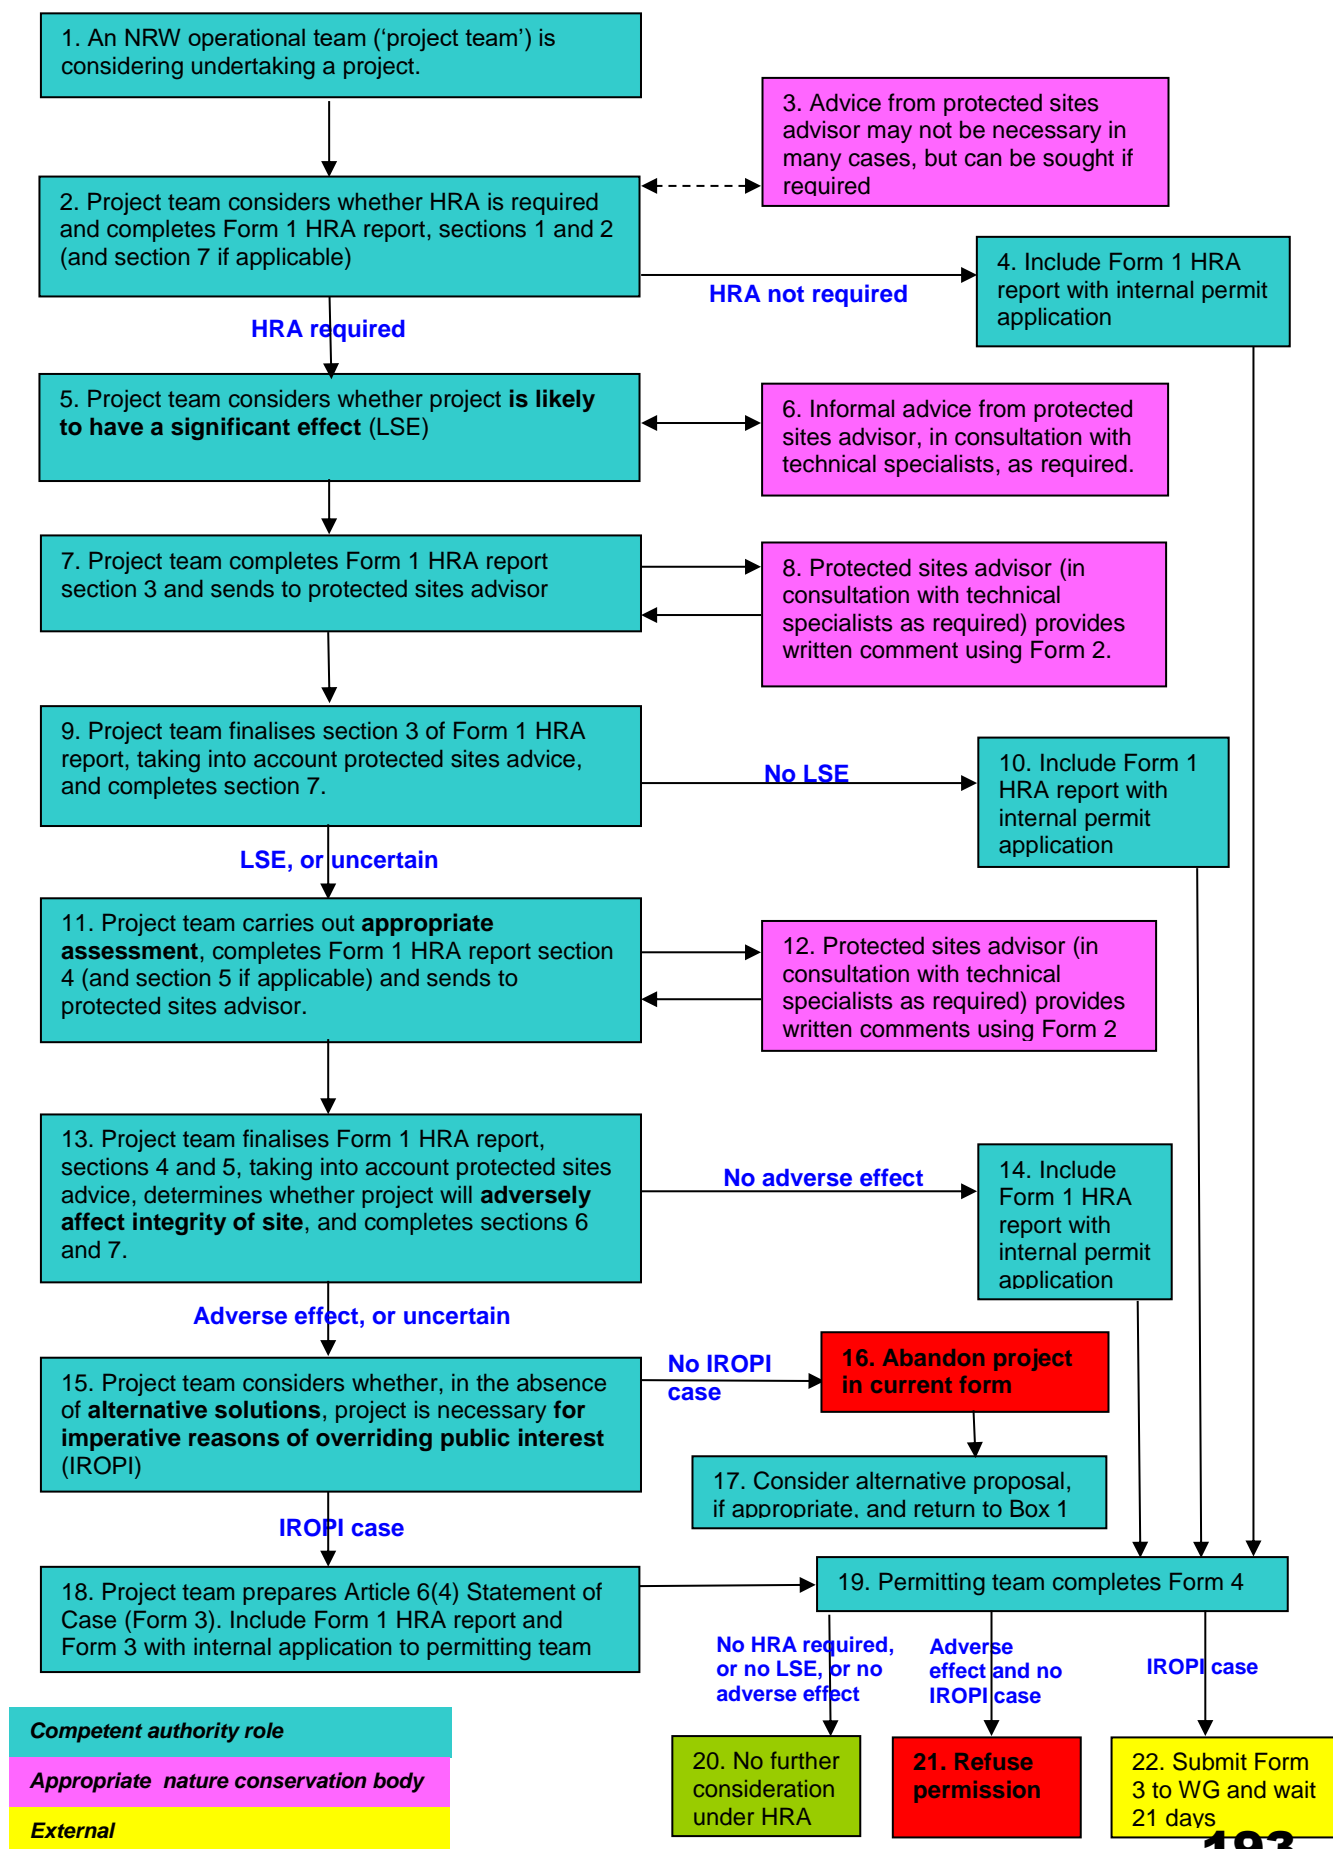 1. An NRW operational team (‘project team’) is
considering undertaking a project.
3. Advice from protected sites
advisor may not be necessary in
many cases, but can be sought if
required
2. Project team considers whether HRA is required
and completes Form 1 HRA report, sections 1 and 2
(and section 7 if applicable)
4. Include Form 1 HRA
report with internal permit
application
HRA not required
HRA required
5. Project team considers whether project is likely
to have a significant effect (LSE)
6. Informal advice from protected
sites advisor, in consultation with
technical specialists, as required.
7. Project team completes Form 1 HRA report
section 3 and sends to protected sites advisor
8. Protected sites advisor (in
consultation with technical
specialists as required) provides
written comment using Form 2.
9. Project team finalises section 3 of Form 1 HRA
report, taking into account protected sites advice,
and completes section 7.
No LSE
10. Include Form 1
HRA report with
internal permit
application
LSE, or uncertain
11. Project team carries out appropriate
assessment, completes Form 1 HRA report section
4 (and section 5 if applicable) and sends to
protected sites advisor.
12. Protected sites advisor (in
consultation with technical
specialists as required) provides
written comments using Form 2
13. Project team finalises Form 1 HRA report,
sections 4 and 5, taking into account protected sites
advice, determines whether project will adversely
affect integrity of site, and completes sections 6
and 7.
No adverse effect
14. Include
Form 1 HRA
report with
internal permit
application
Adverse effect, or uncertain
15. Project team considers whether, in the absence
of alternative solutions, project is necessary for
imperative reasons of overriding public interest
(IROPI)
No IROPI
case
16. Abandon project
in current form
17. Consider alternative proposal,
if appropriate, and return to Box 1
IROPI case
18. Project team prepares Article 6(4) Statement of
Case (Form 3). Include Form 1 HRA report and
Form 3 with internal application to permitting team
19. Permitting team completes Form 4
No HRA required,
or no LSE, or no
adverse effect
Adverse
effect and no
IROPI case
IROPI case
Competent authority role
Appropriate nature conservation body
External
20. No further
consideration
under HRA
21. Refuse
permission
22. Submit Form
3 to WG and wait
21 days
193